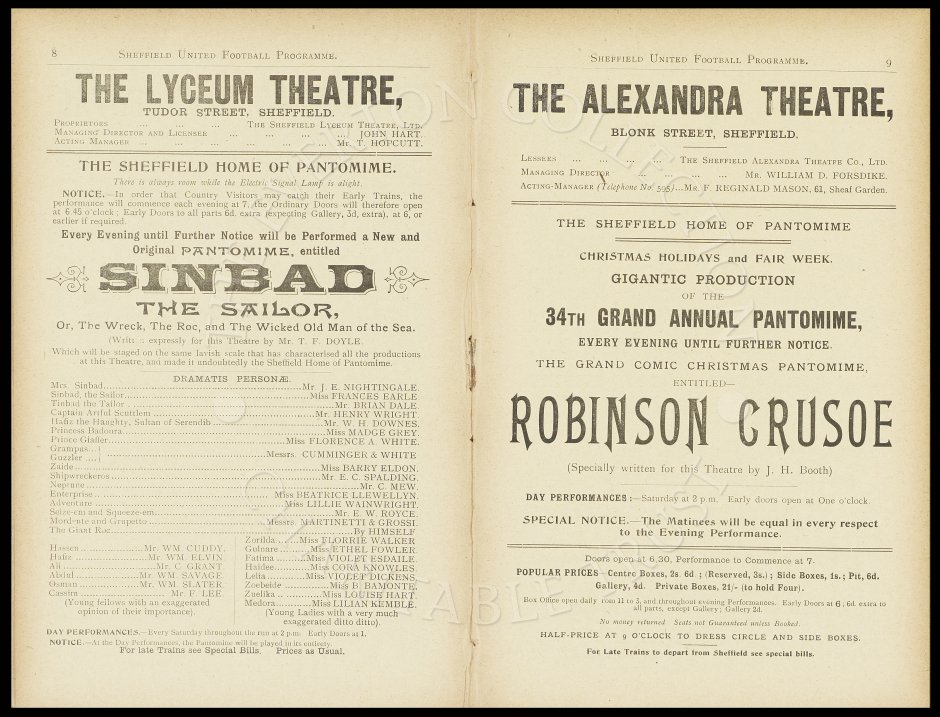 8
SHEFFIELD UNITED FOOTBALL PROGRAMME.
THE LYCEUM THEATRE,
TUDOR STREET, SHEFFIELD.
PROPRIETORS ... ... ... THE SHEFFIELD LYCEUM THEATRE, LTD.
MANAGING DIRECTOR AND LICENSEE ... ... ... ... ... JOHN HART.
ACTING MANAGER ... ... ... ... ... ... MR. T. HOPCUTT.
THE SHEFFIELD HOME OF PANTOMIME.
There is always room while the Electric Signal Lamp is alight.
NOTICE.—In order that Country Visitors may catch their Early Trains, the
performance will commence each evening at 7, the Ordinary Doors will therefore open
at 6.45 o'clock; Early Doors to all parts 6d. extra (excepting Gallery, 3d, extra), at 6, or
earlier if required.
Every Evening until Further Notice will be Performed a New and
Original PANTOMIME, entitled
SINBAD
THE SAILOR,
Or, The Wreck, The Roc, and The Wicked Old Man of the Sea.
(Written expressly for this Theatre by MR. T. F. DOYLE.
Which will be staged on the same lavish scale that has characterised all the productions
at this Theatre, and made it undoubtedly the Sheffield Home of Pantomime.
DRAMATIS PERSONÆ.
Mrs. Sinbad ... Mr. J. E. NIGHTINGALE.
Sinbad, the Sailor ... Miss FRANCES EARLE
Tinbad the Tailor ... Mr. BRIAN DALE.
Captain Artful Scuttlem ... Mr. HENRY WRIGHT.
Hafiz the Haughty, Sultan of Serendib ... Mr. W. H. DOWNES.
Princess Badoura ... Miss MADGE GREY.
Prince Giaffer ... Miss FLORENCE A. WHITE.
Grampus ...
Guzzler ... } Messrs. CUMMINGER & WHITE
Zaide ... Miss BARRY ELDON.
Shipwreckeros ... Mr. E. C. SPALDING.
Neptune ... Mr. C. MEW.
Enterprise ... Miss BEATRICE LLEWELLYN.
Adventure ... Miss LILLIE WAINWRIGHT.
Seize-em and Squeeze-em ... Mr. E. W. ROYCE.
Mord-nte and Grupetto ... Messrs. MARTINETTI & GROSSI.
The Giant Roc ... By HIMSELF
Hassen ... Mr. WM. CUDDY.
Hafiz ... Mr. WM. ELVIN.
Ali ... Mr. C GRANT
Abdul ... Mr. WM. SAVAGE
Osman ... Mr. WM. SLATER
Cassim ... Mr. F. LEE.
(Young fellows with an exaggerated
opinion of their importance).
Zorilda ... Miss FLORRIE WALKER
Gulnare ... Miss ETHEL FOWLER.
Fatima ... Miss VIOLET ESDAILE.
Haidee ... Miss CORA KNOWLES.
Lelia ... Miss VIOLET DICKENS,
Zoebeide ... Miss B. BAMONTE,
Zuelika ... Miss LOUISE HART.
Medora ... Miss LILIAN KEMBLE.
(Young Ladies with a very much
exaggerated ditto ditto).
DAY PERFORMANCES.—Every Saturday throughout the run at 2 p.m. Early Doors at 1.
NOTICE.—At the Day Performances, the Pantomime will be played in its entirety.
For late Trains see Special Bills. Prices as Usual.
SHEFFIELD UNITED FOOTBALL PROGRAMME.
9
THE ALEXANDRA THEATRE,
BLONK STREET, SHEFFIELD.
LESSEES ... ... ... ... THE SHEFFIELD ALEXANDRA THEATRE CO., LTD.
MANAGING DIRECTOR ... ... ... ... MR. WILLIAM D. FORSDIKE.
ACTING-MANAGER (Telephone No. 595)...MR. F. REGINALD MASON, 61, Sheaf Garden.
THE SHEFFIELD HOME OF PANTOMIME
CHRISTMAS HOLIDAYS and FAIR WEEK.
GIGANTIC PRODUCTION
OF THE
34TH GRAND ANNUAL PANTOMIME,
EVERY EVENING UNTIL FURTHER NOTICE.
THE GRAND COMIC CHRISTMAS PANTOMIME,
ENTITLED—
ROBINSON CRUSOE
(Specially written for this Theatre by J. H. Booth)
DAY PERFORMANCES:—Saturday at 2 p.m. Early doors open at One o'clock.
SPECIAL NOTICE.—The Matinees will be equal in every respect
to the Evening Performance.
Doors open at 6.30, Performance to Commence at 7.
POPULAR PRICES—Centre Boxes, 2s. 6d; (Reserved, 3s.); Side Boxes, 1s.; Pit, 6d.
Gallery, 4d. Private Boxes, 21/- (to hold Four).
Box Office open daily from 11 to 3, and throughout evening Performances. Early Doors at 6; 6d. extra to
all parts, except Gallery; Gallery 2d.
No money returned Seats not Guaranteed unless Booked.
HALF-PRICE AT 9 O'CLOCK TO DRESS CIRCLE AND SIDE BOXES.
For Late Trains to depart from Sheffield see special bills.